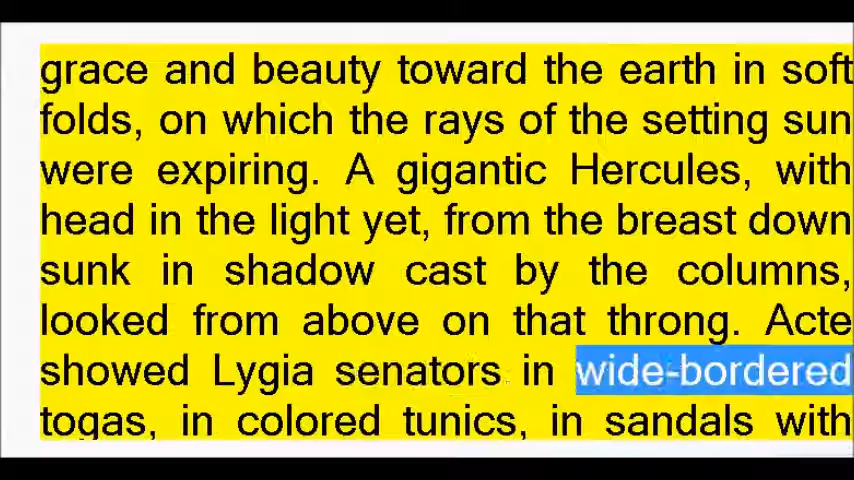 grace and beauty toward the earth in soft
folds, on which the rays of the setting sun
were expiring. A gigantic Hercules, with
head in the light yet, from the breast down
sunk in shadow cast by the columns,
looked from above on that throng. Acte
showed Lygia senators in wide-bordered
togas, in colored tunics, in sandals with